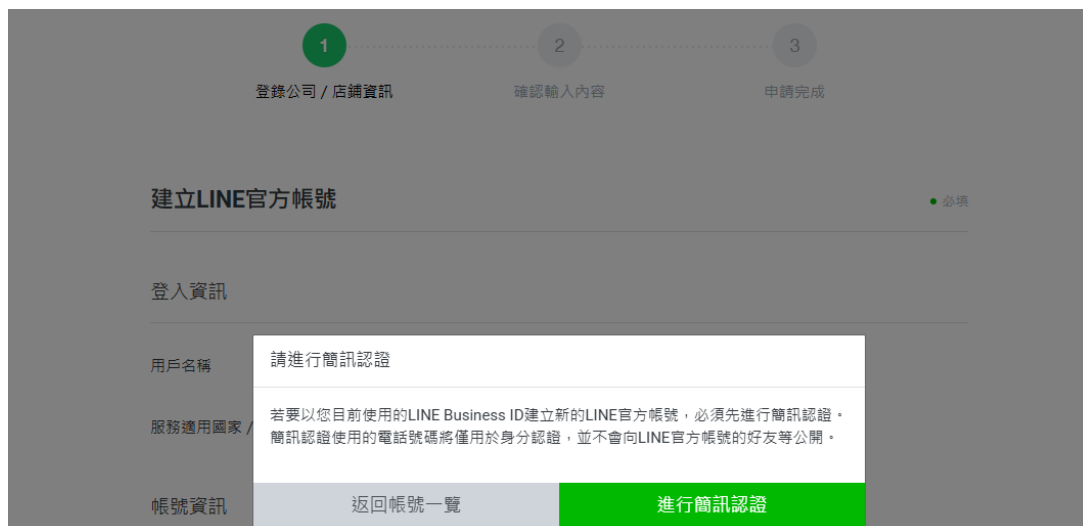 1
2
3
登錄公司 / 店鋪資訊
確認輸入內容
申請完成
建立LINE官方帳號
必填
登入資訊
用戶名稱
服務適用國家 /
請進行簡訊認證
若要以您目前使用的LINE Business ID建立新的LINE官方帳號，必須先進行簡訊認證。
簡訊認證使用的電話號碼將僅用於身分認證，並不會向LINE官方帳號的好友等公開。
帳號資訊
返回帳號一覽
進行簡訊認證